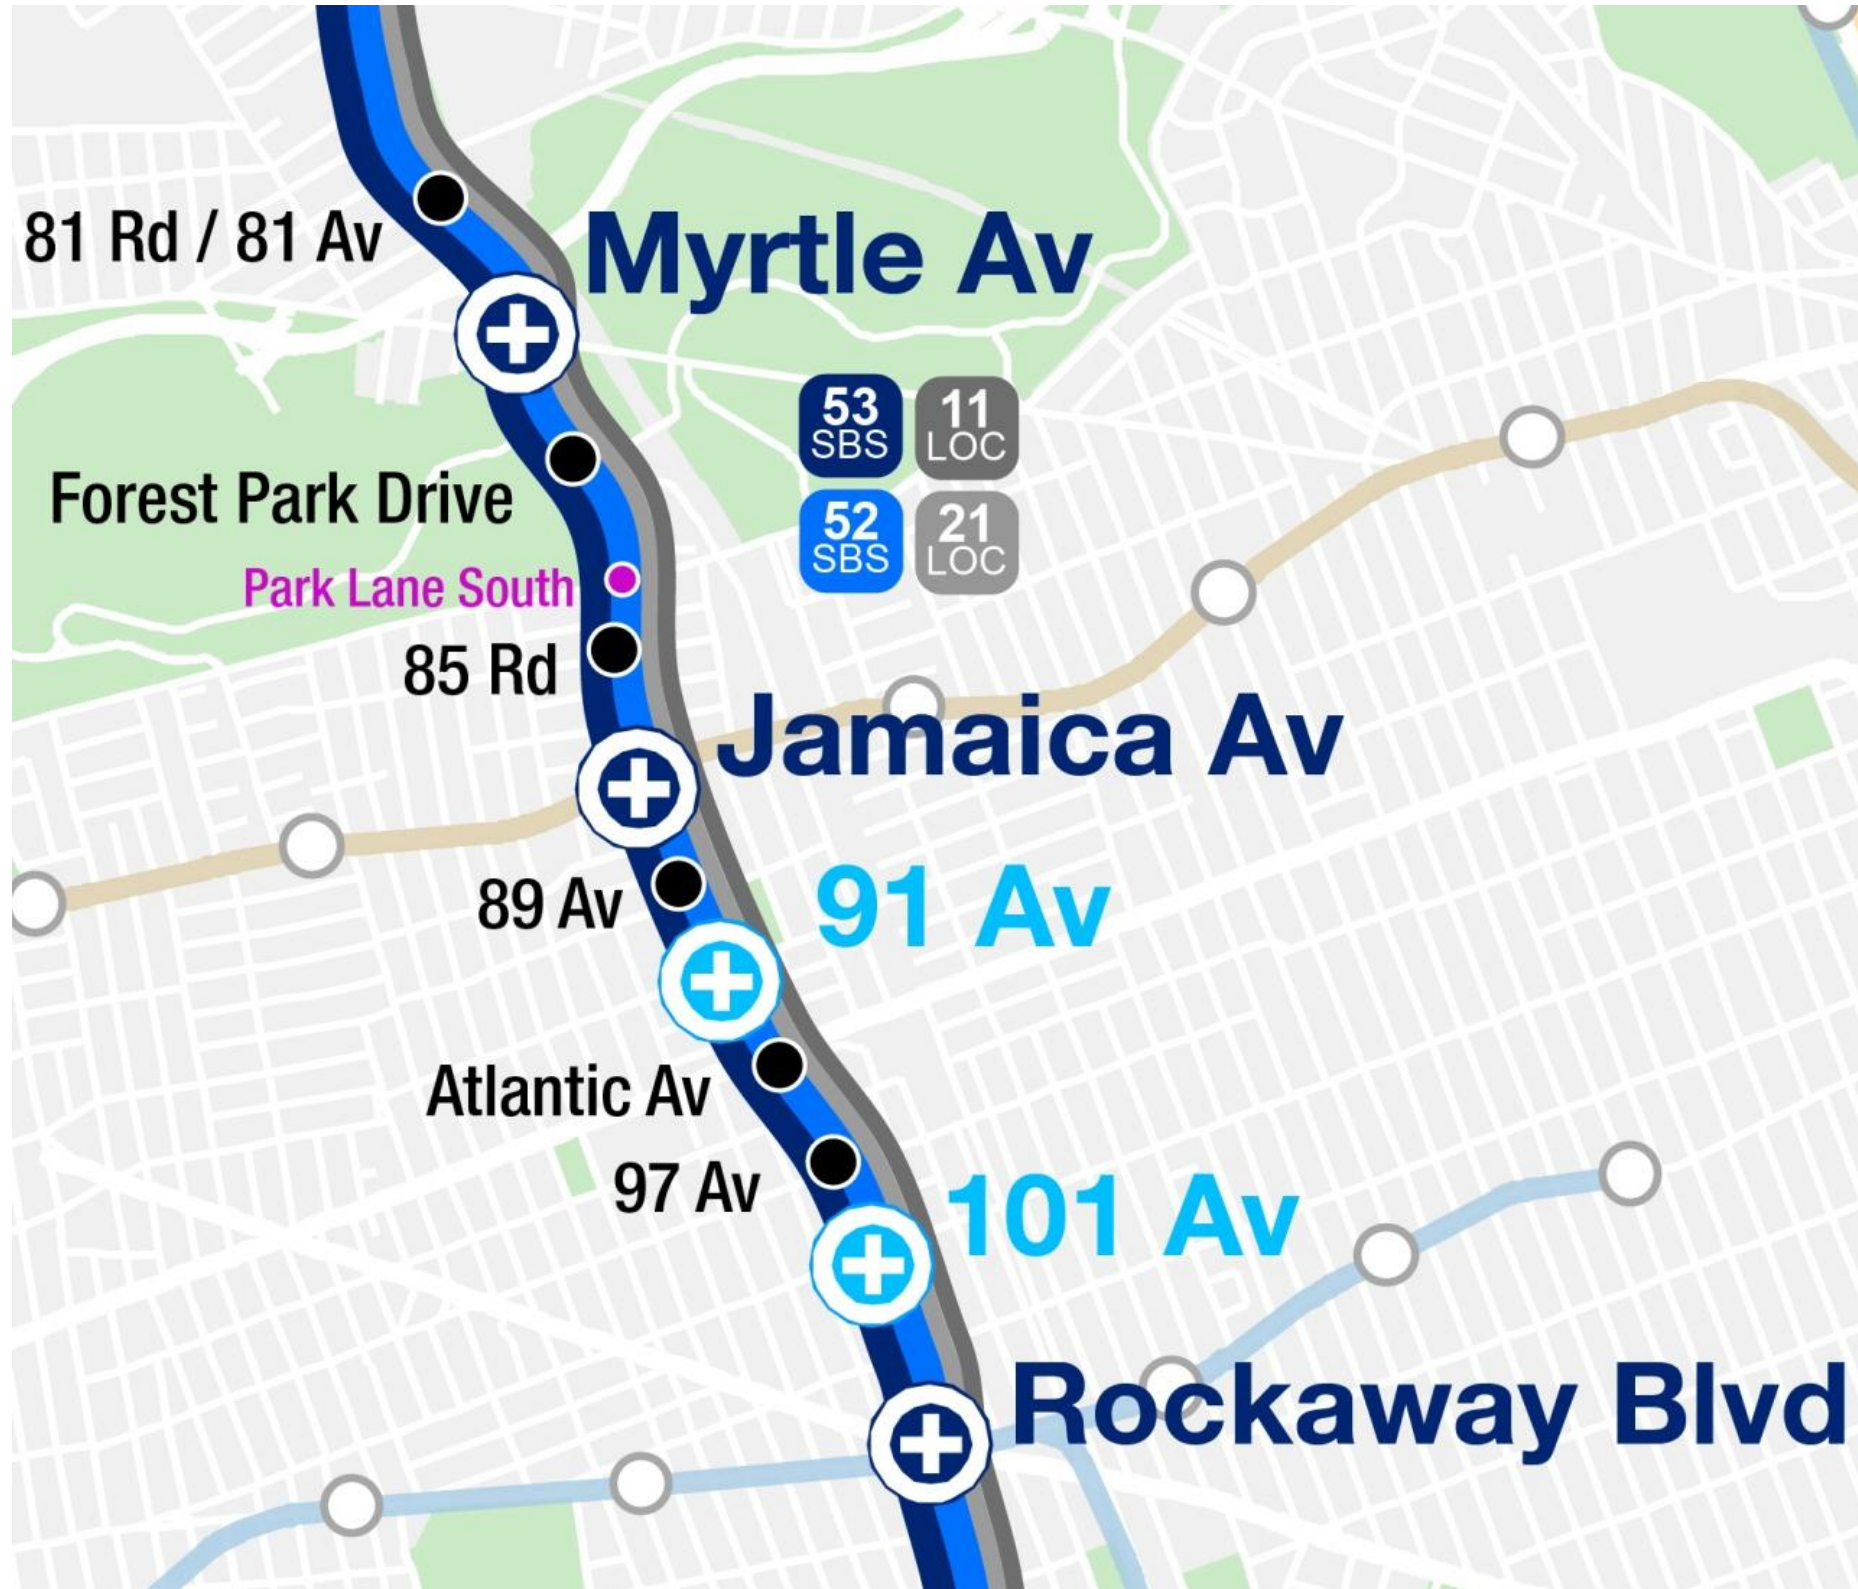 81 Rd / 81 Av
Myrtle Av
53
SBS
11
LOC
52
SBS
21
LOC
Forest Park Drive
Park Lane South
85 Rd
Jamaica Av
89 Av
91 Av
Atlantic Av
97 Av
101 Av
Rockaway Blvd